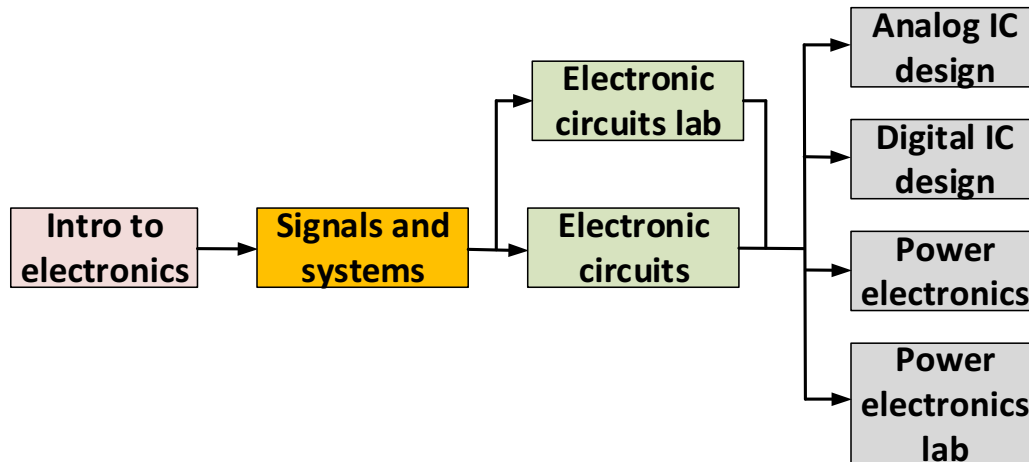 Intro to
electronics
Signals and
systems
Electronic
circuits lab
Electronic
circuits
Analog IC
design
Digital IC
design
Power
electronics
Power
electronics
lab